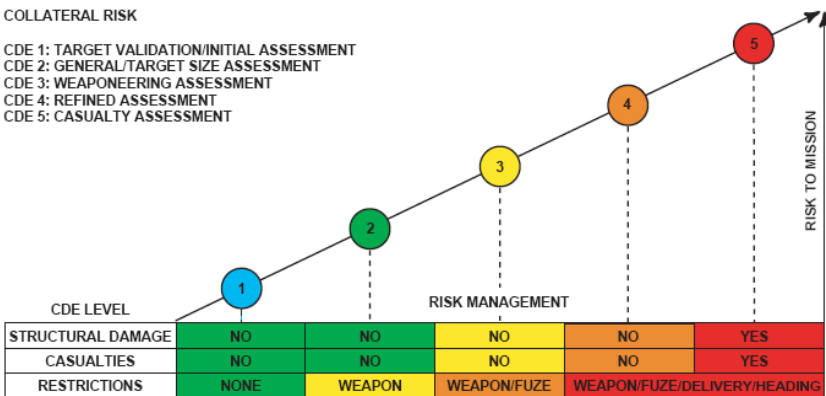 COLLATERAL RISK
CDE 1: TARGET VALIDATION/INITIAL ASSESSMENT
CDE 2: GENERAL/TARGET SIZE ASSESSMENT
CDE 3: WEAPONEERING ASSESSMENT
CDE 4: REFINED ASSESSMENT
CDE 5: CASUALTY ASSESSMENT
5
4
3
2
1
RISK TO MISSION
CDE LEVEL
RISK MANAGEMENT
STRUCTURAL DAMAGE NO NO NO NO YES
CASUALTIES NO NO NO NO YES
RESTRICTIONS NONE WEAPON WEAPON/FUZE WEAPON/FUZE/DELIVERY/HEADING